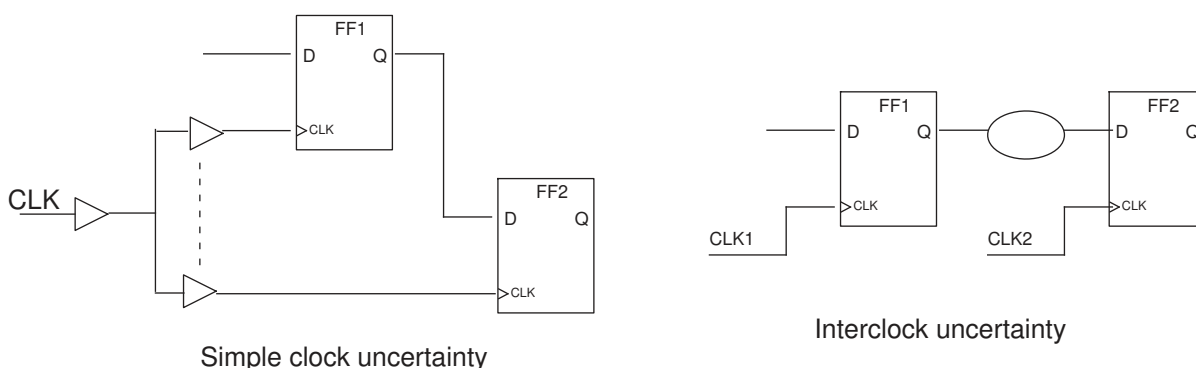 FF1
D Q
CLK
CLK
FF2
D Q
CLK
Simple clock uncertainty
FF1
D Q
CLK
CLK1
FF2
D Q
CLK
CLK2
Interclock uncertainty